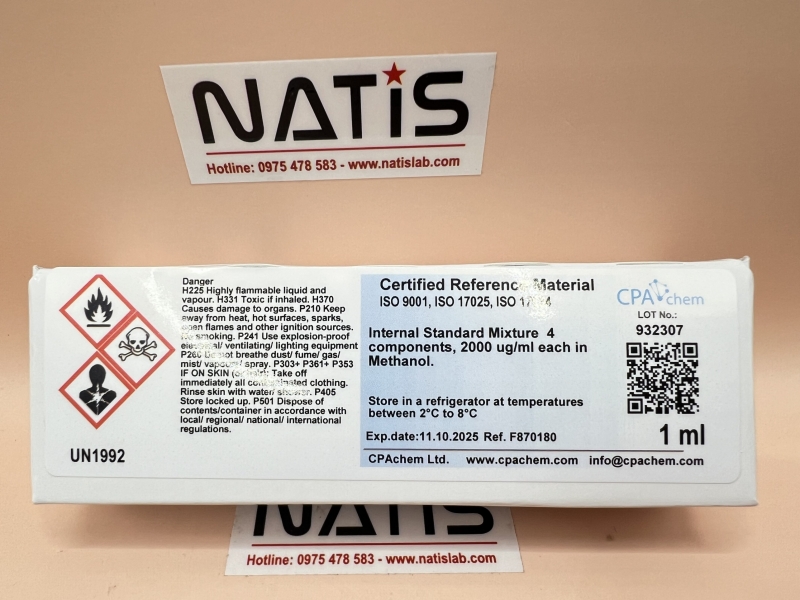 NATIS
Hotline: 0975 478 583 - www.natislab.com
Danger
H225 Highly flammable liquid and
vapour. H331 Toxic if inhaled. H370
Causes damage to organs. P210 Keep
away from heat, hot surfaces, sparks,
open flames and other ignition sources.
No smoking. P241 Use explosion-proof
electrical/ ventilating/ lighting equipment
P260 Do not breathe dust/ fume/ gas/
mist/ vapours/ spray. P303+ P361+ P353
IF ON SKIN Take off
immediately all contaminated clothing.
Rinse skin with water/ shower. P405
Store locked up. P501 Dispose of
contents/container in accordance with
local/ regional/ national/ international
regulations.
UN1992
Certified Reference Material
ISO 9001, ISO 17025, ISO
Internal Standard Mixture 4
components, 2000 ug/ml each in
Methanol.
Store in a refrigerator at temperatures
between 2°C to 8°C
Exp.date:11.10.2025 Ref. F870180
CPAchem Ltd. www.cpachem.com info@cpachem.com
CPAchem
LOT No.:
932307
1 ml
NATIS
Hotline: 0975 478 583 - www.natislab.com